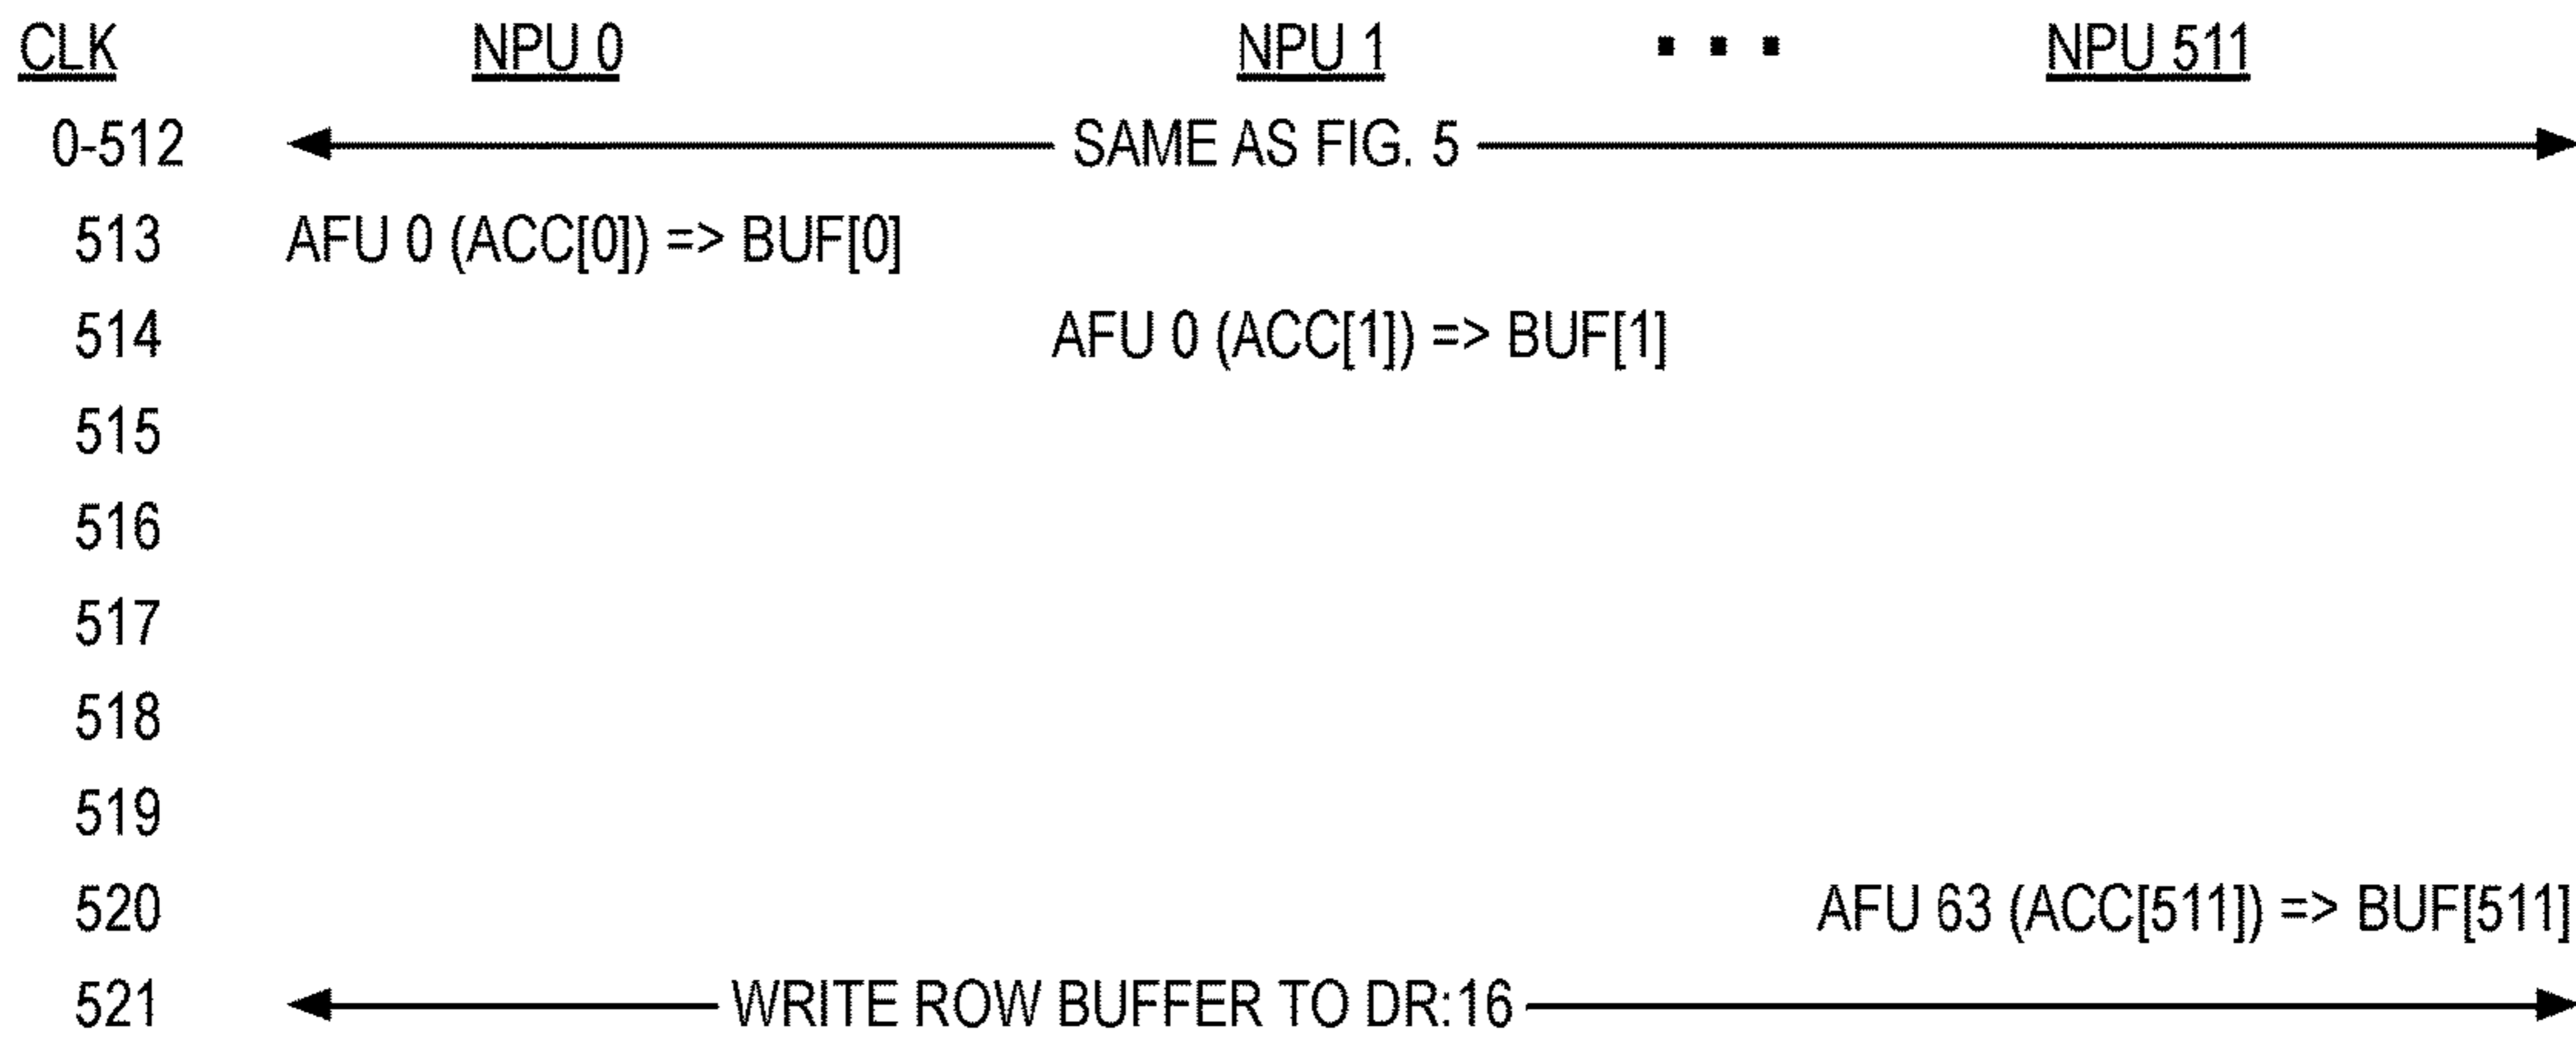 CLK NPU 0 NPU 1 ... NPU 511
0-512 SAME AS FIG. 5
513 AFU 0 (ACC[0]) => BUF[0]
514 AFU 0 (ACC[1]) => BUF[1]
515
516
517
518
519
520 AFU 63 (ACC[511]) => BUF[511]
521 WRITE ROW BUFFER TO DR:16